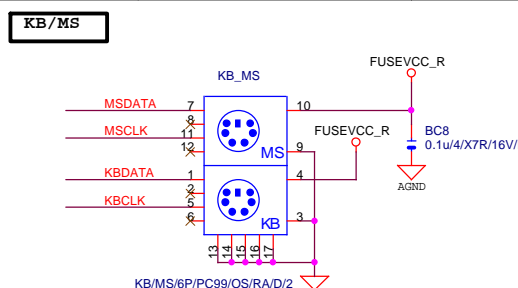 KB/MS
FUSEVCC_R
KB_MS
MSDATA 7 10
8
MSCLK 11
12 MS 9
FUSEVCC_R
BC8
0.1u/4/X7R/16V/
AGND
KBDATA 1 4
2
KBCLK 5
6 KB 3
13 14 15 16 17
KB/MS/6P/PC99/OS/RA/D/2